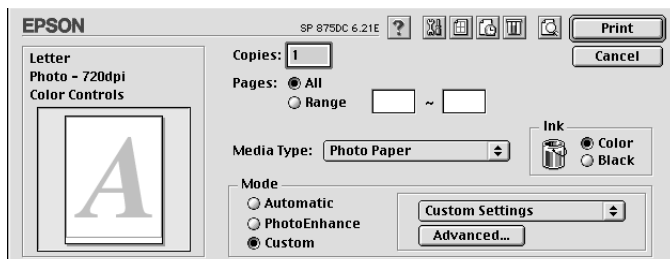 EPSON
SP 875DC 6.21E
?
Print
Letter
Photo - 720dpi
Color Controls
A
Copies: 1
Cancel
Pages: All
Range ~
Media Type: Photo Paper
Ink
Color
Black
Mode
Automatic
PhotoEnhance
Custom
Custom Settings
Advanced...